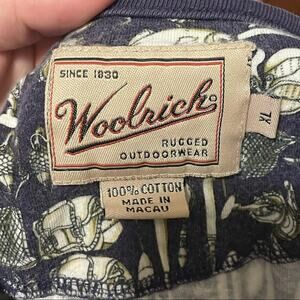 SINCE 1830
Woolrich
RUGGED
OUTDOORWEAR
XL
100% COTTON
MADE IN
MACAU